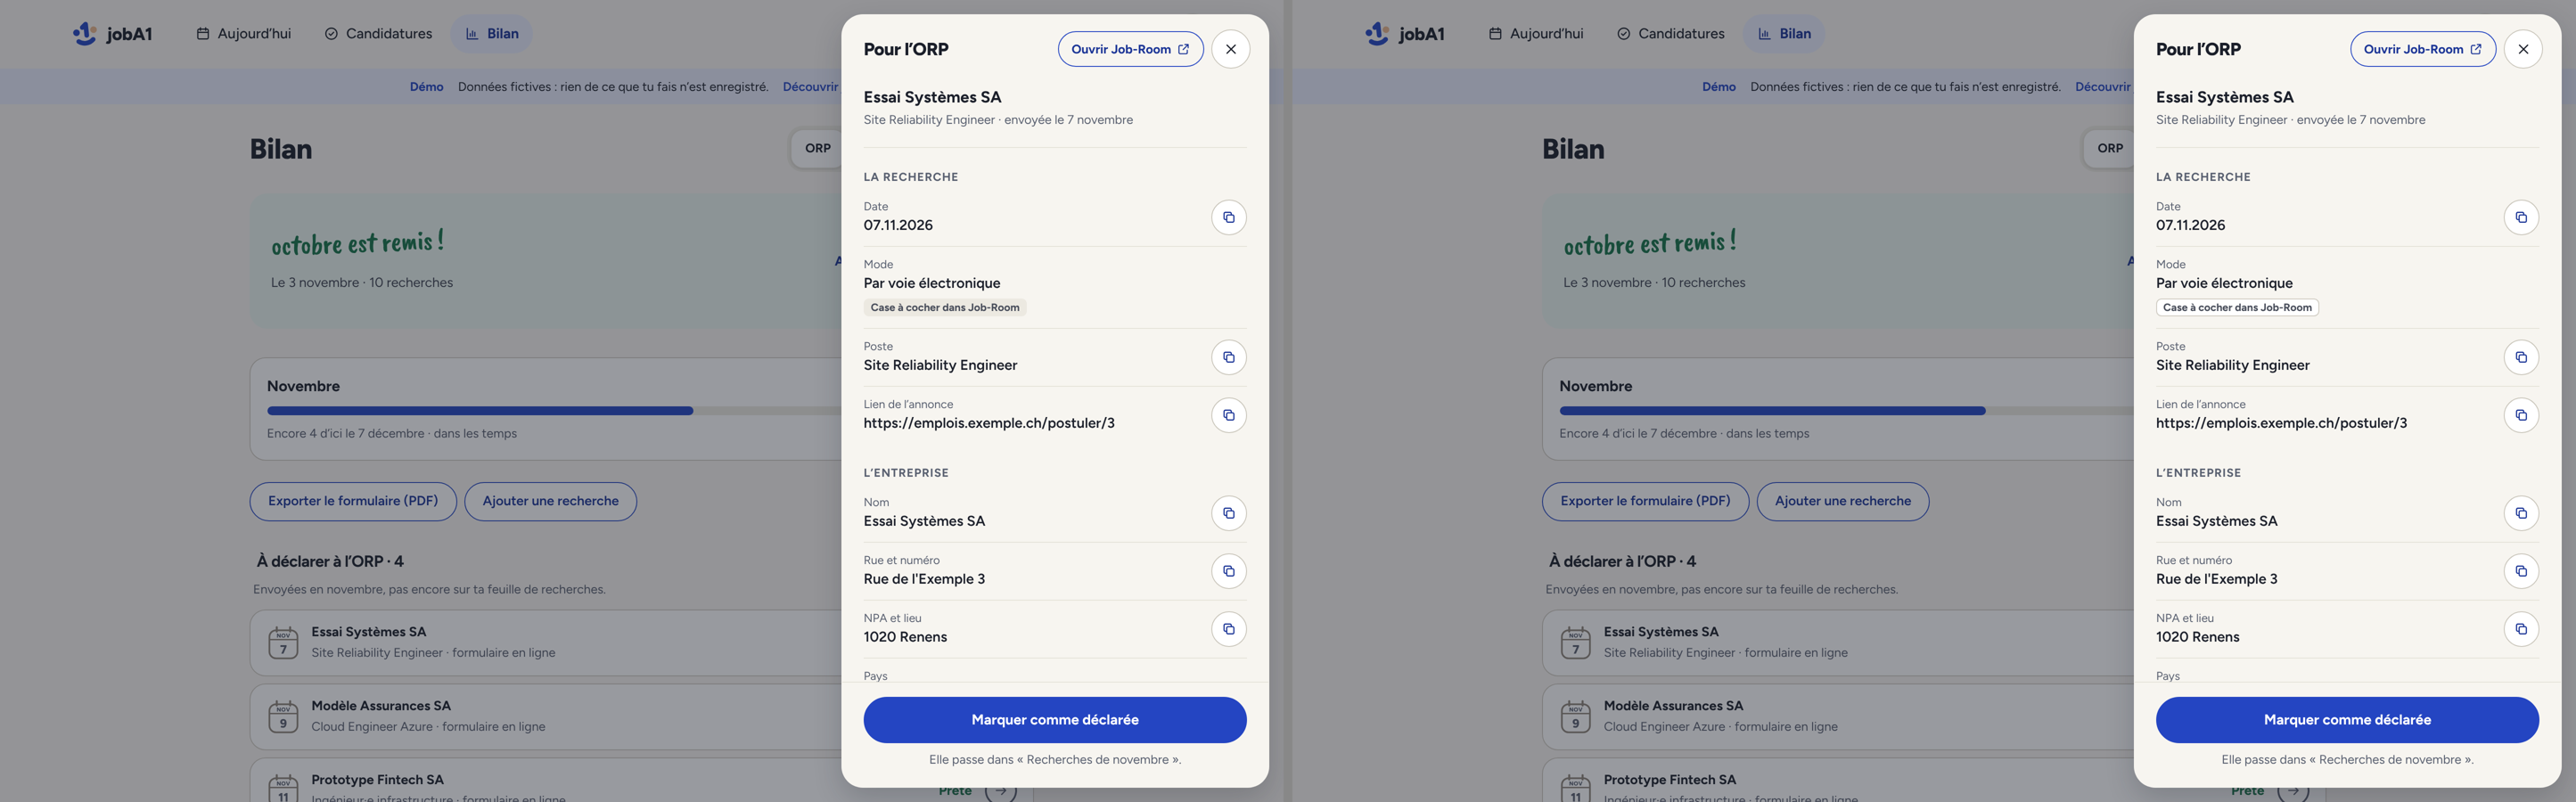 jobA1
Aujourd'hui
Candidatures
Bilan
Démo Données fictives : rien de ce que tu fais n'est enregistré. Découvrir
Bilan
ORP
octobre est remis !
Le 3 novembre · 10 recherches
Novembre
Encore 4 d'ici le 7 décembre · dans les temps
Exporter le formulaire (PDF)
Ajouter une recherche
À déclarer à l'ORP · 4
Envoyées en novembre, pas encore sur ta feuille de recherches.
NOV 7
Essai Systèmes SA
Site Reliability Engineer · formulaire en ligne
NOV 9
Modèle Assurances SA
Cloud Engineer Azure · formulaire en ligne
NOV 11
Prototype Fintech SA
Ingénieur·e infrastructure · formulaire en ligne
Prête
Pour l'ORP
Ouvrir Job-Room
Essai Systèmes SA
Site Reliability Engineer · envoyée le 7 novembre
LA RECHERCHE
Date
07.11.2026
Mode
Par voie électronique
Case à cocher dans Job-Room
Poste
Site Reliability Engineer
Lien de l'annonce
https://emplois.exemple.ch/postuler/3
L'ENTREPRISE
Nom
Essai Systèmes SA
Rue et numéro
Rue de l'Exemple 3
NPA et lieu
1020 Renens
Pays
Marquer comme déclarée
Elle passe dans « Recherches de novembre ».
jobA1
Aujourd'hui
Candidatures
Bilan
Démo Données fictives : rien de ce que tu fais n'est enregistré. Découvrir
Bilan
ORP
octobre est remis !
Le 3 novembre · 10 recherches
Novembre
Encore 4 d'ici le 7 décembre · dans les temps
Exporter le formulaire (PDF)
Ajouter une recherche
À déclarer à l'ORP · 4
Envoyées en novembre, pas encore sur ta feuille de recherches.
NOV 7
Essai Systèmes SA
Site Reliability Engineer · formulaire en ligne
NOV 9
Modèle Assurances SA
Cloud Engineer Azure · formulaire en ligne
NOV 11
Prototype Fintech SA
Ingénieur·e infrastructure · formulaire en ligne
Prête
Pour l'ORP
Ouvrir Job-Room
Essai Systèmes SA
Site Reliability Engineer · envoyée le 7 novembre
LA RECHERCHE
Date
07.11.2026
Mode
Par voie électronique
Case à cocher dans Job-Room
Poste
Site Reliability Engineer
Lien de l'annonce
https://emplois.exemple.ch/postuler/3
L'ENTREPRISE
Nom
Essai Systèmes SA
Rue et numéro
Rue de l'Exemple 3
NPA et lieu
1020 Renens
Pays
Marquer comme déclarée
Elle passe dans « Recherches de novembre ».